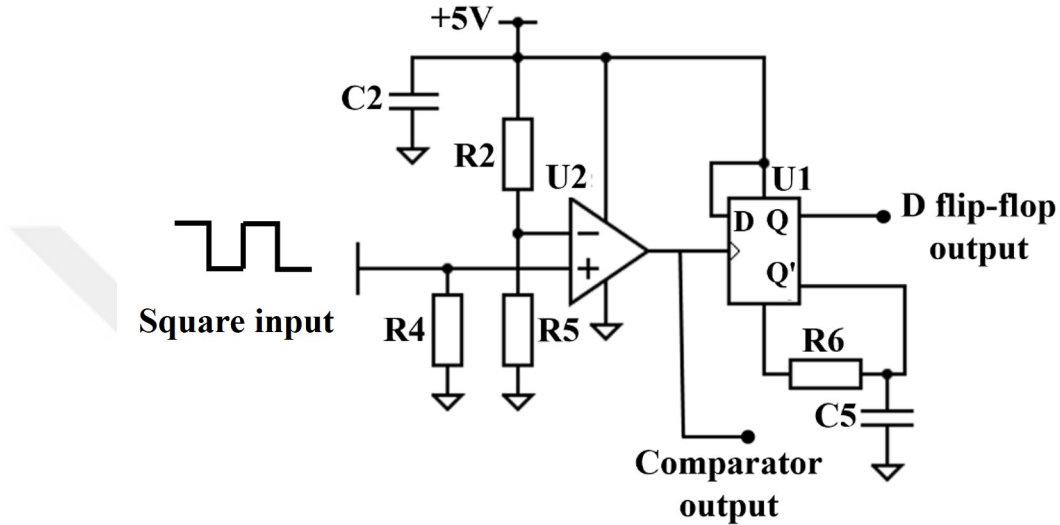 +5V
C2
R2
U2
U1
D Q
Q'
D flip-flop
output
Square input
R4
R5
R6
C5
Comparator
output
-
+